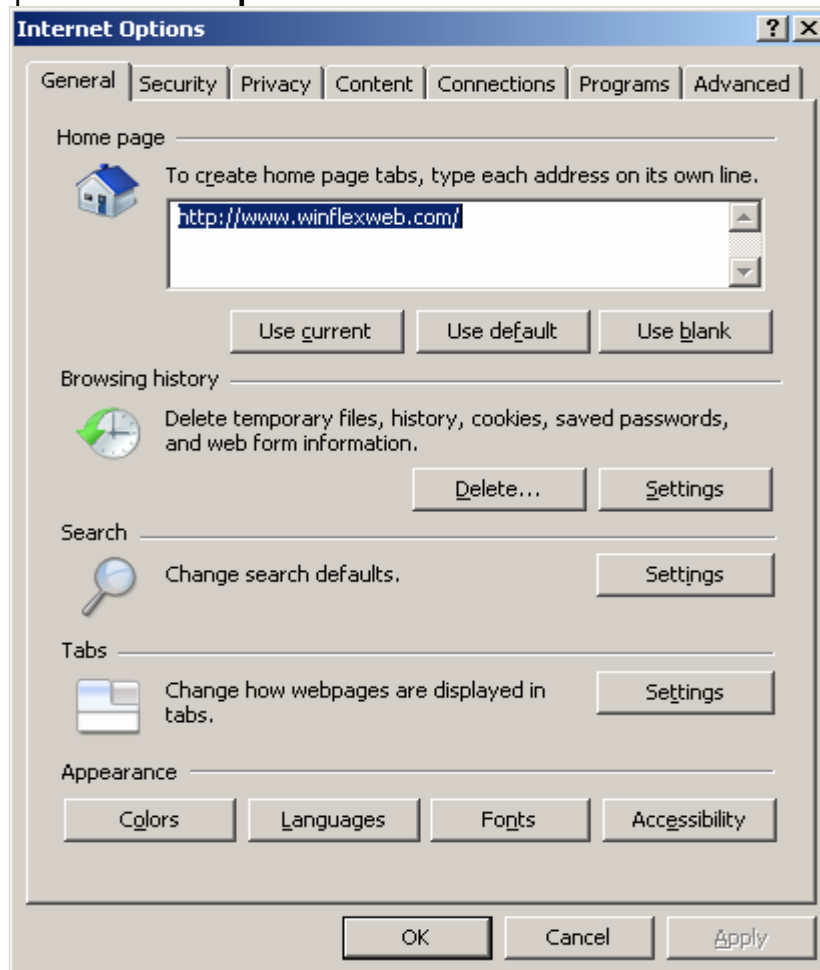 Internet Options
General Security Privacy Content Connections Programs Advanced
Home page
To create home page tabs, type each address on its own line.
http://www.winflexweb.com/
Use current Use default Use blank
Browsing history
Delete temporary files, history, cookies, saved passwords,
and web form information.
Delete... Settings
Search
Change search defaults. Settings
Tabs
Change how webpages are displayed in
tabs.
Settings
Appearance
Colors Languages Fonts Accessibility
OK Cancel Apply